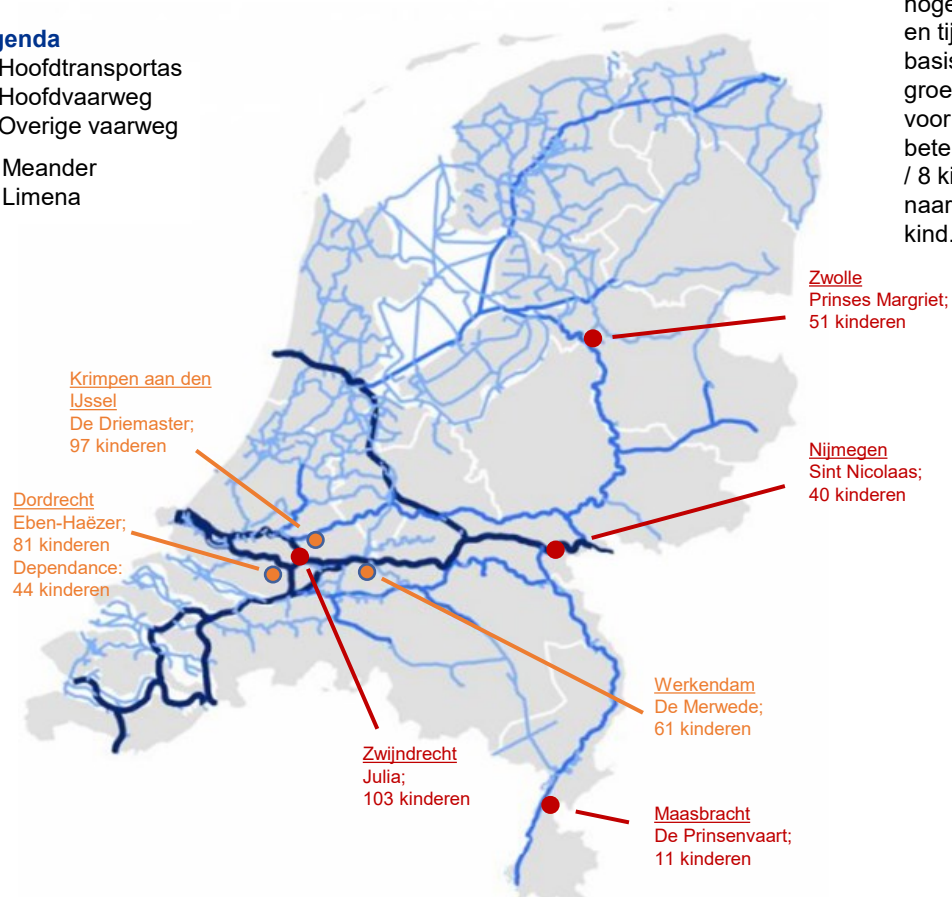 genda
Hoofdtransportas
Hoofdvaarweg
Overige vaarweg
Meander
Limena
hoge
en tij
basis
groe
voor
bete
/ 8 ki
naar
kind.
Zwolle
Prinses Margriet;
51 kinderen
Krimpen aan den
IJssel
De Driemaster;
97 kinderen
Nijmegen
Sint Nicolaas;
40 kinderen
Dordrecht
Eben-Haëzer;
81 kinderen
Dependance:
44 kinderen
Werkendam
De Merwede;
61 kinderen
Zwijndrecht
Julia;
103 kinderen
Maasbracht
De Prinsenvaart;
11 kinderen